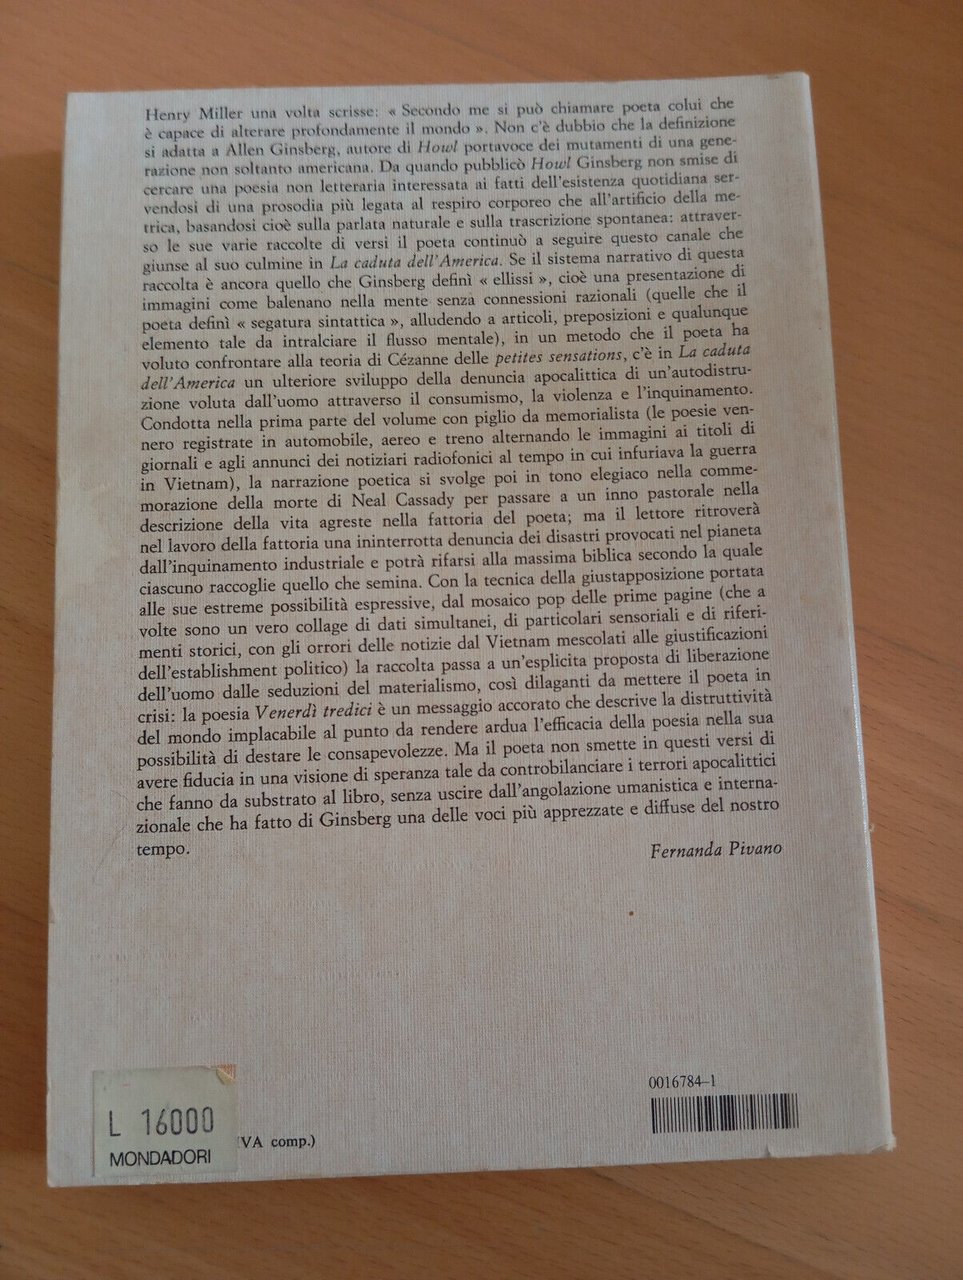 Henry Miller una volta scrisse: « Secondo me si può chiamare poeta colui che
è capace di alterare profondamente il mondo ». Non c'è dubbio che la definizione
si adatta a Allen Ginsberg, autore di Howl portavoce dei mutamenti di una gene-
razione non soltanto americana. Da quando pubblicò Howl Ginsberg non smise di
cercare una poesia non letteraria interessata ai fatti dell'esistenza quotidiana ser-
vendosi di una prosodia più legata al respiro corporeo che all'artificio della me-
trica, basandosi cioè sulla parlata naturale e sulla trascrizione spontanea: attraver-
so le sue varie raccolte di versi il poeta continuò a seguire questo canale che
giunse al suo culmine in La caduta dell'America. Se il sistema narrativo di questa
raccolta è ancora quello che Ginsberg definì « ellissi », cioè una presentazione di
immagini come balenano nella mente senza connessioni razionali (quelle che il
poeta definì « segatura sintattica », alludendo a articoli, preposizioni e qualunque
elemento tale da intralciare il flusso mentale), in un metodo che il poeta ha
voluto confrontare alla teoria di Cézanne delle petites sensations, c'è in La caduta
dell'America un ulteriore sviluppo della denuncia apocalittica di un'autodistru-
zione voluta dall'uomo attraverso il consumismo, la violenza e l'inquinamento.
Condotta nella prima parte del volume con piglio da memorialista (le poesie ven-
nero registrate in automobile, aereo e treno alternando le immagini ai titoli di
giornali e agli annunci dei notiziari radiofonici al tempo in cui infuriava la guerra
in Vietnam), la narrazione poetica si svolge poi in tono elegiaco nella comme-
morazione della morte di Neal Cassady per passare a un inno pastorale nella
descrizione della vita agreste nella fattoria del poeta; ma il lettore ritroverà
nel lavoro della fattoria una ininterrotta denuncia dei disastri provocati nel pianeta
dall'inquinamento industriale e potrà rifarsi alla massima biblica secondo la quale
ciascuno raccoglie quello che semina. Con la tecnica della giustapposizione portata
alle sue estreme possibilità espressive, dal mosaico pop delle prime pagine (che a
volte sono un vero collage di dati simultanei, di particolari sensoriali e di riferi-
menti storici, con gli orrori delle notizie dal Vietnam mescolati alle giustificazioni
dell'establishment politico) la raccolta passa a un'esplicita proposta di liberazione
dell'uomo dalle seduzioni del materialismo, così dilaganti da mettere il poeta in
crisi: la poesia Venerdì tredici è un messaggio accorato che descrive la distruttività
del mondo implacabile al punto da rendere ardua l'efficacia della poesia nella sua
possibilità di destare le consapevolezze. Ma il poeta non smette in questi versi di
avere fiducia in una visione di speranza tale da controbilanciare i terrori apocalittici
che fanno da substrato al libro, senza uscire dall'angolazione umanistica e interna-
zionale che ha fatto di Ginsberg una delle voci più apprezzate e diffuse del nostro
tempo.
Fernanda Pivano
0016784-1
L 16000
IVA comp.)
MONDADORI